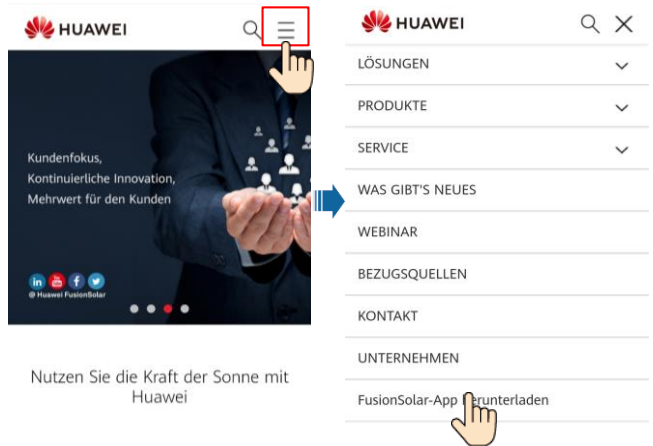 HUAWEI
Kundenfokus,
Kontinuierliche Innovation,
Mehrwert für den Kunden
@ Huawei FusionSolar
Nutzen Sie die Kraft der Sonne mit
Huawei
HUAWEI
LÖSUNGEN
PRODUKTE
SERVICE
WAS GIBT'S NEUES
WEBINAR
BEZUGSQUELLEN
KONTAKT
UNTERNEHMEN
FusionSolar-App herunterladen